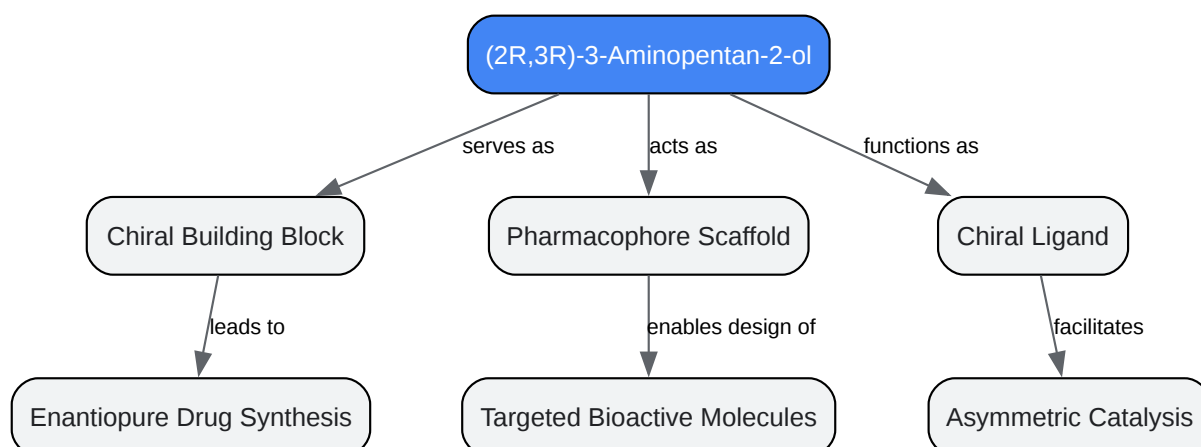 (2R,3R)-3-Aminopentan-2-ol
serves as
acts as
functions as
Chiral Building Block
Pharmacophore Scaffold
Chiral Ligand
leads to
enables design of
facilitates
Enantiopure Drug Synthesis
Targeted Bioactive Molecules
Asymmetric Catalysis